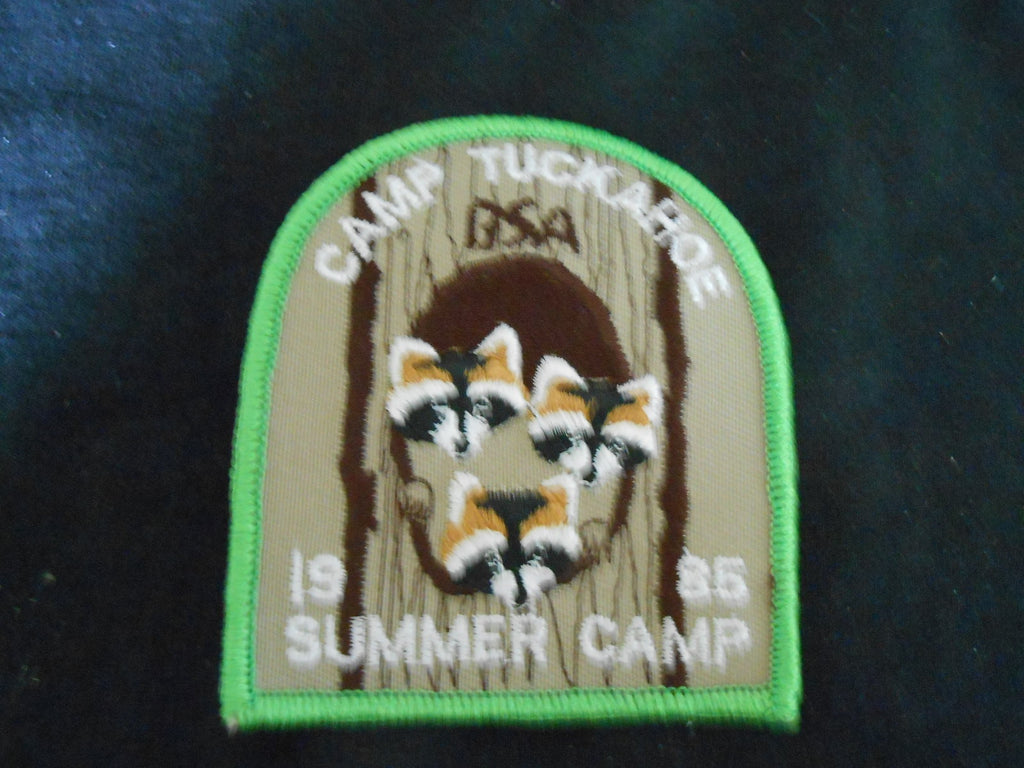 CAMP TUCKAHOE
BSA
19 85
SUMMER CAMP